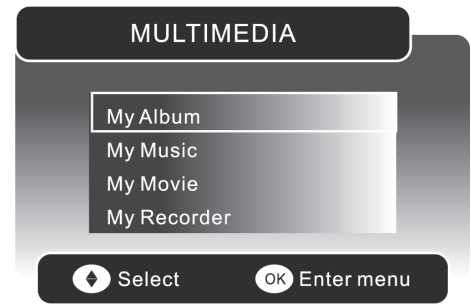 MULTIMEDIA
My Album
My Music
My Movie
My Recorder
Select OK Enter menu